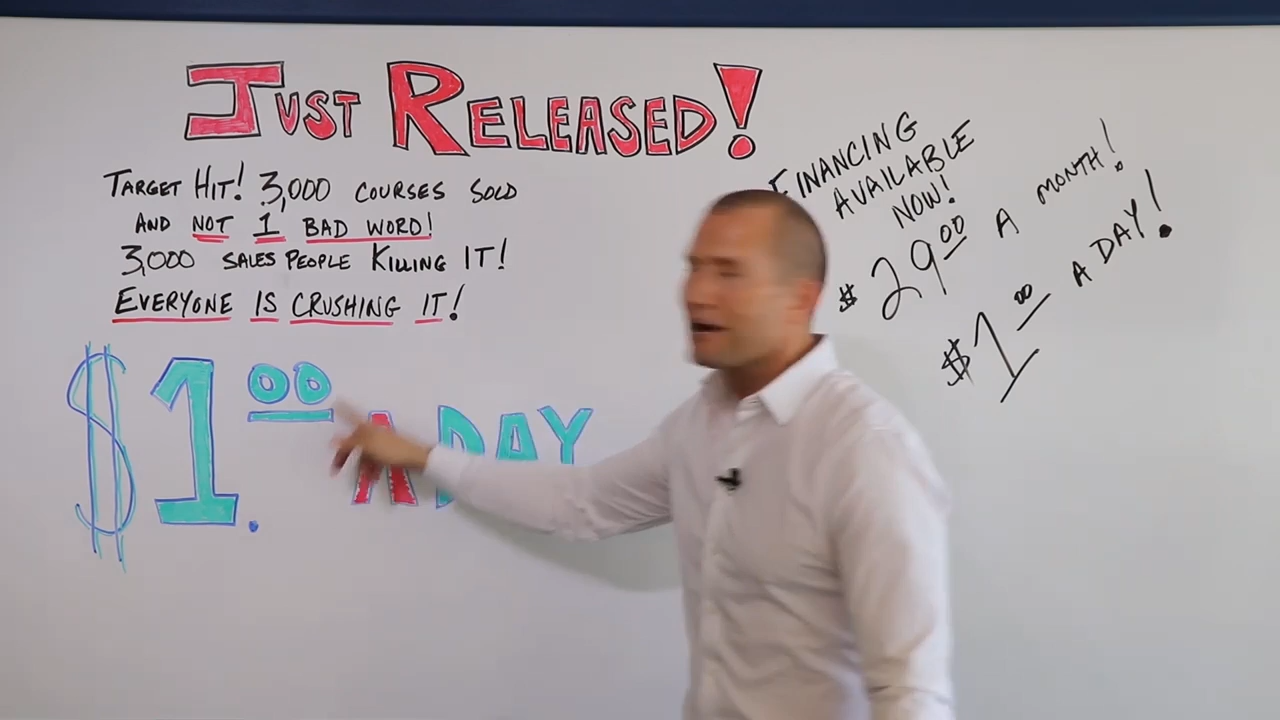 JUST RELEASED!
TARGET HIT! 3,000 COURSES SOLD
AND NOT 1 BAD WORD!
3,000 SALES PEOPLE KILLING IT!
EVERYONE IS CRUSHING IT!
$1.00 A DAY
FINANCING
AVAILABLE
NOW!
$29 00 A MONTH!
$1 00 A DAY!